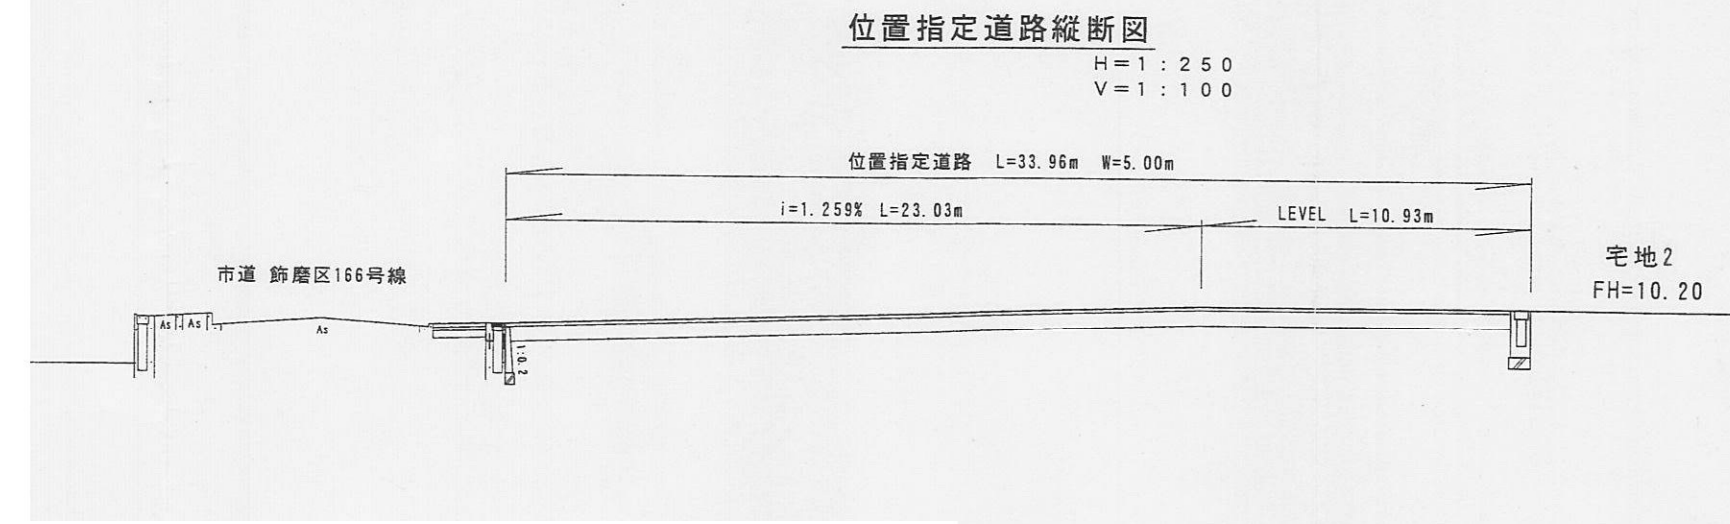 位置指定道路縦断図
H=1:250
V=1:100
位置指定道路 L=33.96m W=5.00m
i=1.259% L=23.03m
LEVEL L=10.93m
宅地2
FH=10.20
市道 飾磨区166号線
As
As
As
1:0.2